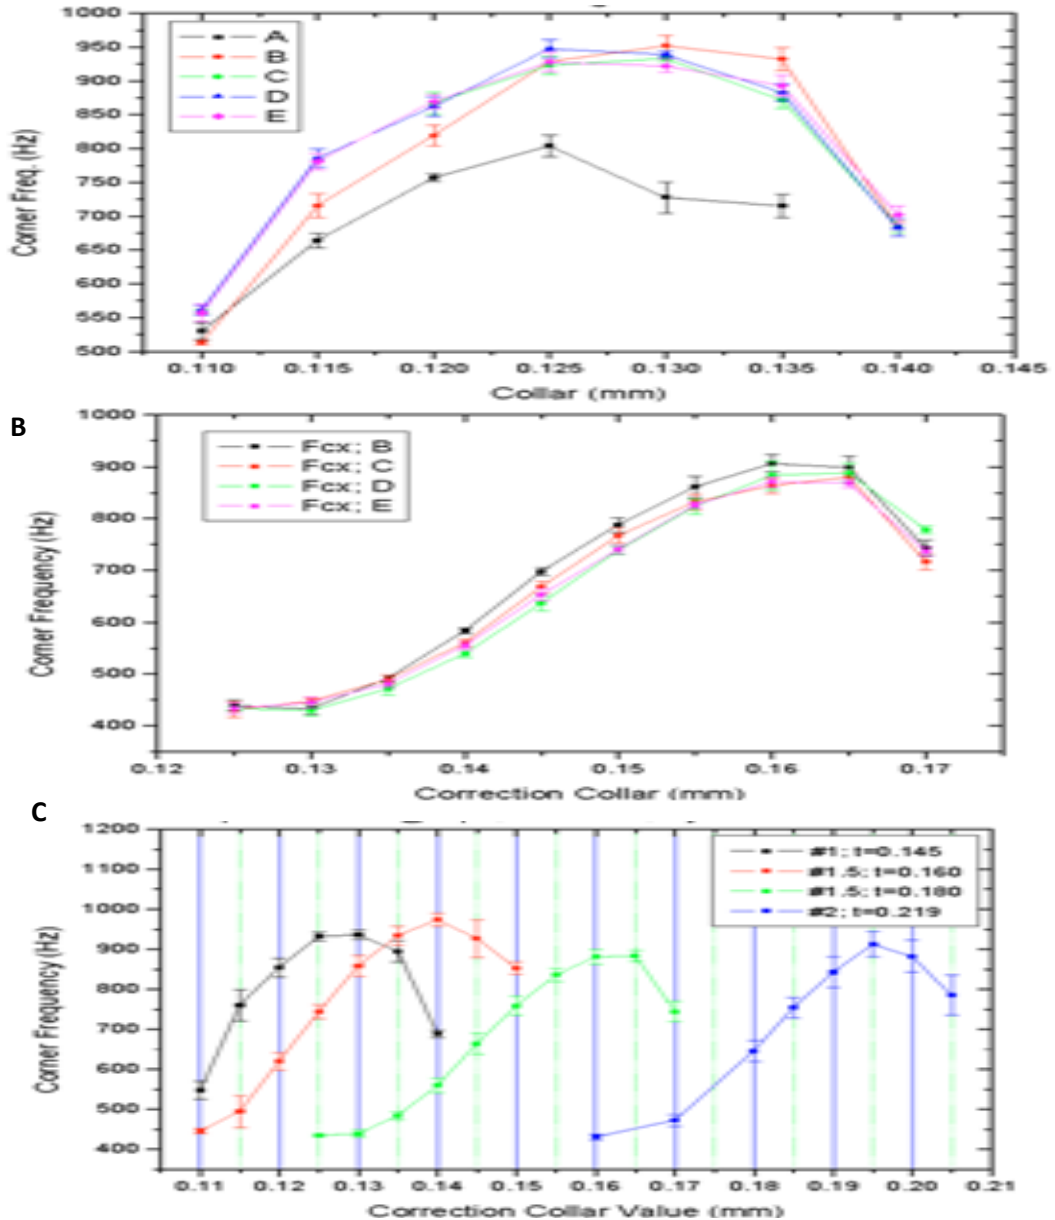 1000
950
900
850
800
750
700
650
600
550
500
Corner Freq. (Hz)
A
B
C
D
E
0.110 0.115 0.120 0.125 0.130 0.135 0.140 0.145
Collar (mm)
B
1000
900
800
700
600
500
400
Corner Frequency (Hz)
Fcx; B
Fcx; C
Fcx; D
Fcx; E
0.12 0.13 0.14 0.15 0.16 0.17
Correction Collar (mm)
C
1200
1100
1000
900
800
700
600
500
400
Corner Frequency (Hz)
#1; t=0.145
#1.5; t=0.160
#1.5; t=0.180
#2; t=0.219
0.11 0.12 0.13 0.14 0.15 0.16 0.17 0.18 0.19 0.20 0.21
Correction Collar Value (mm)